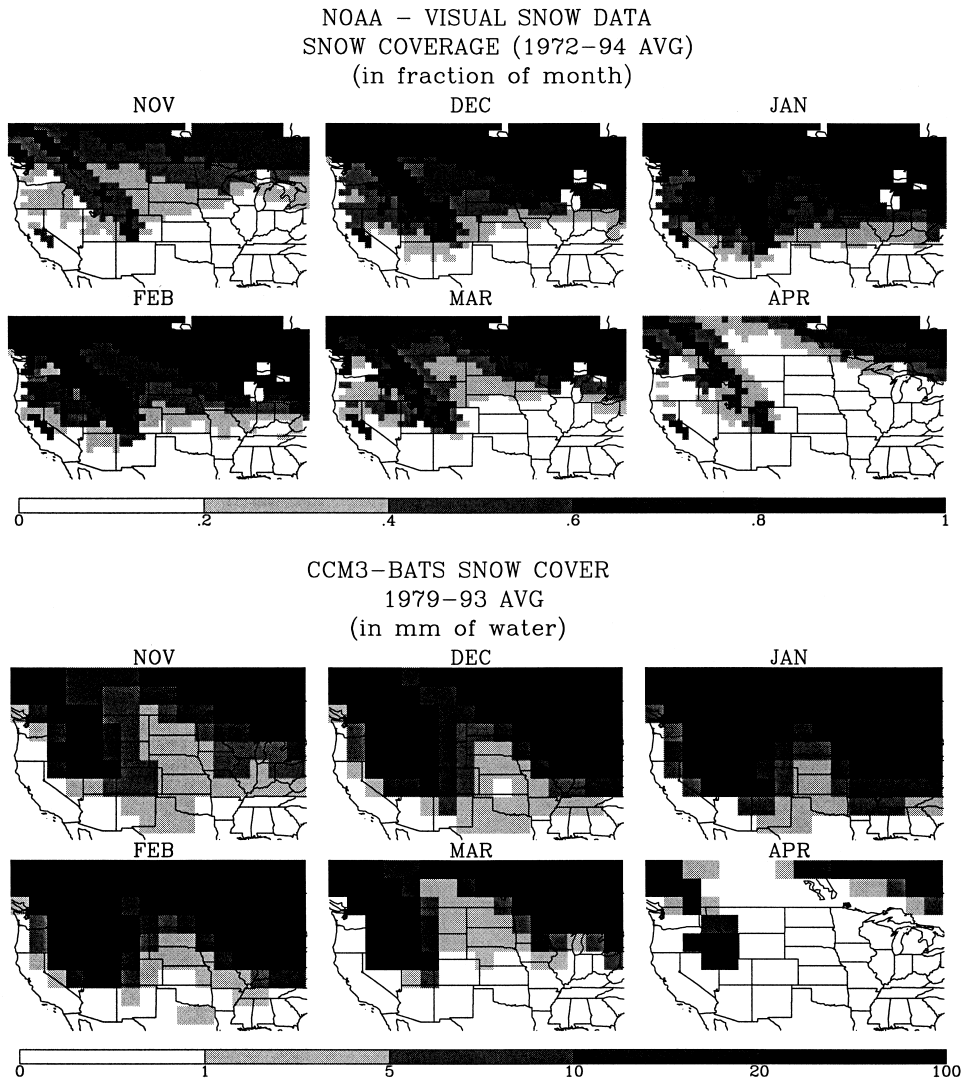 NOAA – VISUAL SNOW DATA
SNOW COVERAGE (1972–94 AVG)
(in fraction of month)
NOV DEC JAN
FEB MAR APR
0 .2 .4 .6 .8 1
CCM3–BATS SNOW COVER
1979–93 AVG
(in mm of water)
NOV DEC JAN
FEB MAR APR
0 1 5 10 20 100